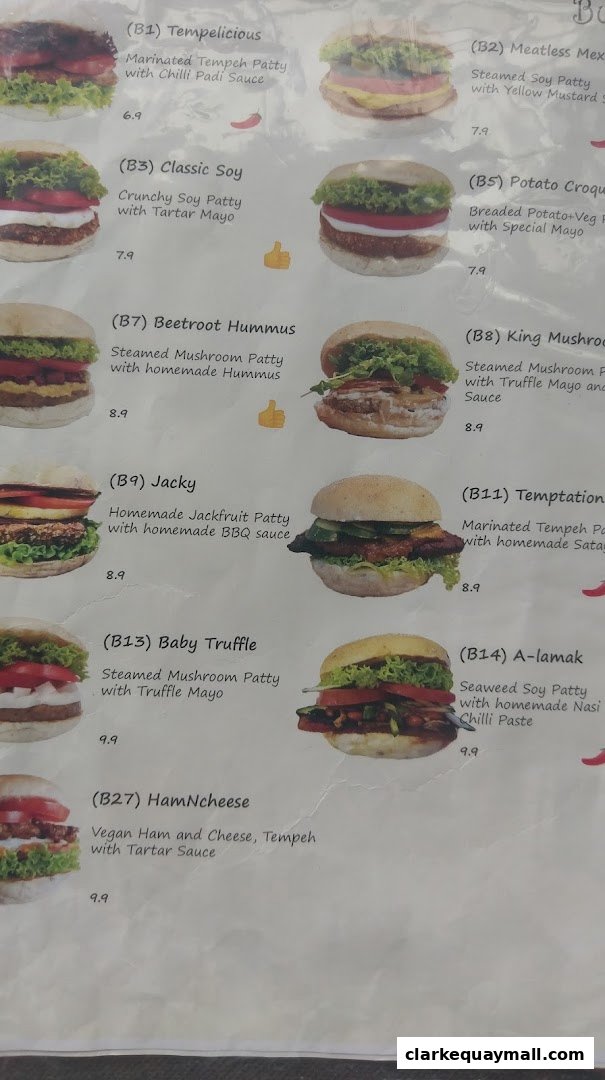 (B1) Tempelicious
Marinated Tempeh Patty
with Chilli Padi Sauce
6.9
(B2) Meatless
Steamed Soy Patty
with Yellow Mustard
7.9
(B3) Classic Soy
Crunchy Soy Patty
with Tartar Mayo
7.9
(B5) Potato
Breaded Potato+Veg
with Special Mayo
7.9
(B7) Beetroot Hummus
Steamed Mushroom Patty
with homemade Hummus
8.9
(B8) King
Steamed Mushroom
with Truffle Mayo and
Sauce
8.9
(B9) Jacky
Homemade Jackfruit Patty
with homemade BBQ sauce
8.9
(B11) Temptation
Marinated Tempeh
with homemade
8.9
(B13) Baby Truffle
Steamed Mushroom Patty
with Truffle Mayo
9.9
(B14) A-lamak
Seaweed Soy Patty
with homemade Nasi
Chilli Paste
9.9
(B27) HamNcheese
Vegan Ham and Cheese, Tempeh
with Tartar Sauce
9.9
clarkequaymall.com